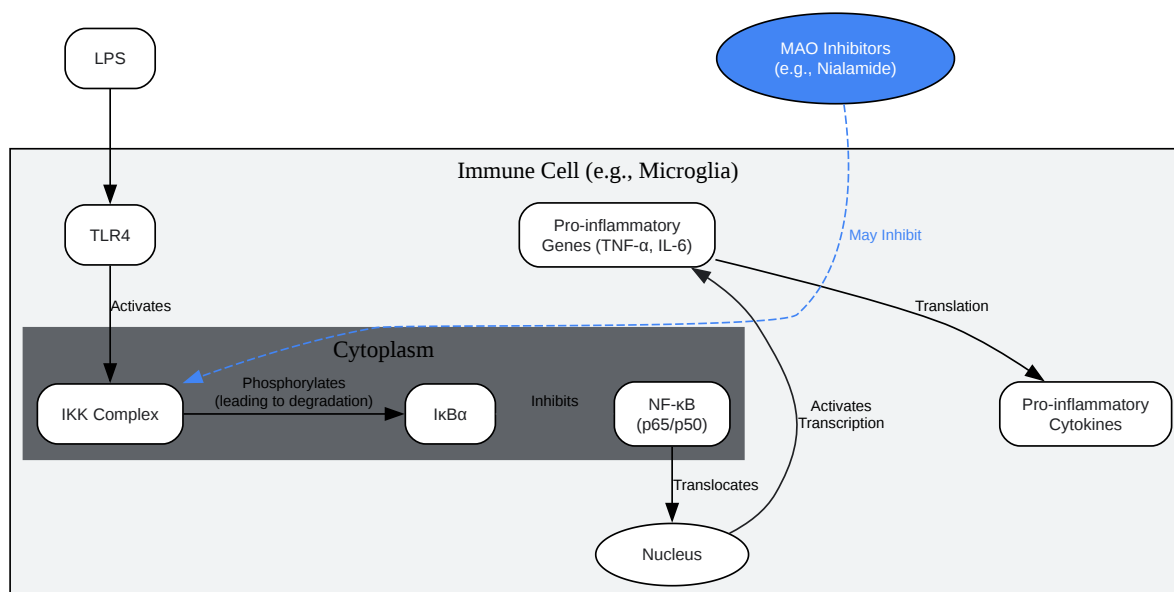 LPS
MAO Inhibitors
(e.g., Nialamide)
Immune Cell (e.g., Microglia)
TLR4
Pro-inflammatory
Genes (TNF-α, IL-6)
May Inhibit
Activates
Translation
Cytoplasm
IKK Complex
Phosphorylates
(leading to degradation)
IκBα
Inhibits
NF-κB
(p65/p50)
Activates
Transcription
Pro-inflammatory
Cytokines
Translocates
Nucleus